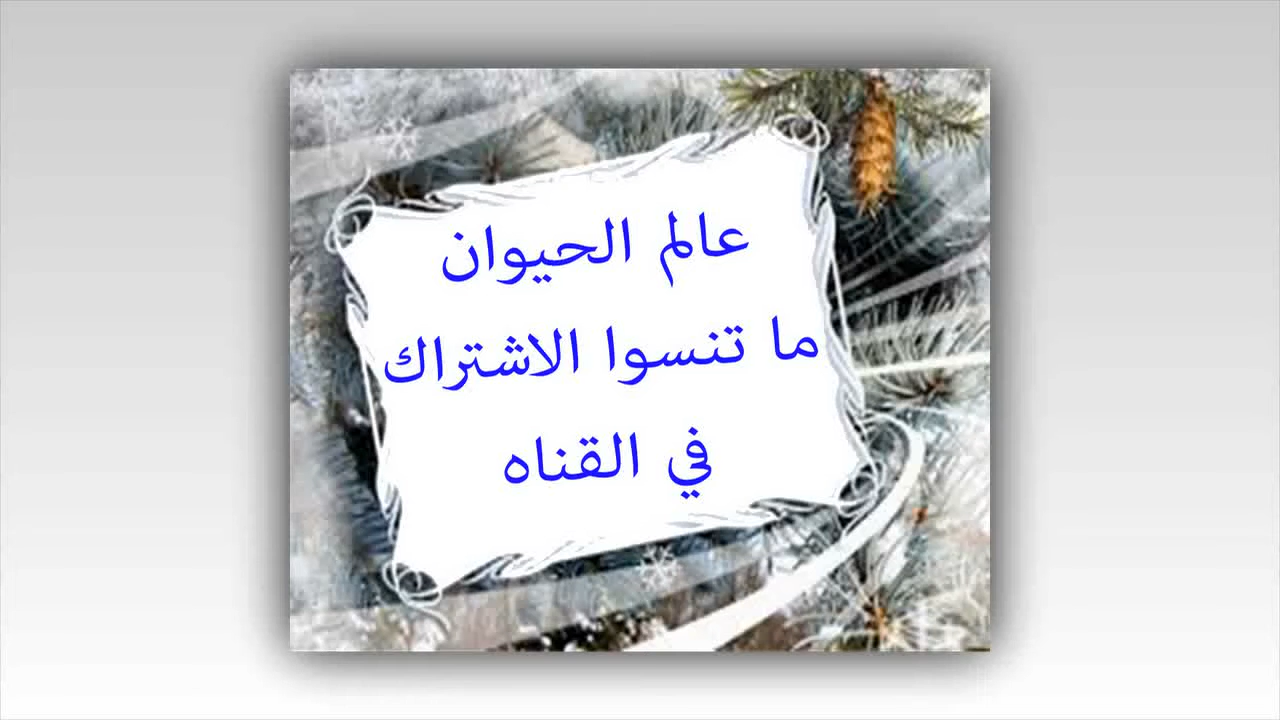 عالم الحيوان
ما تنسوا الاشتراك
في القناه